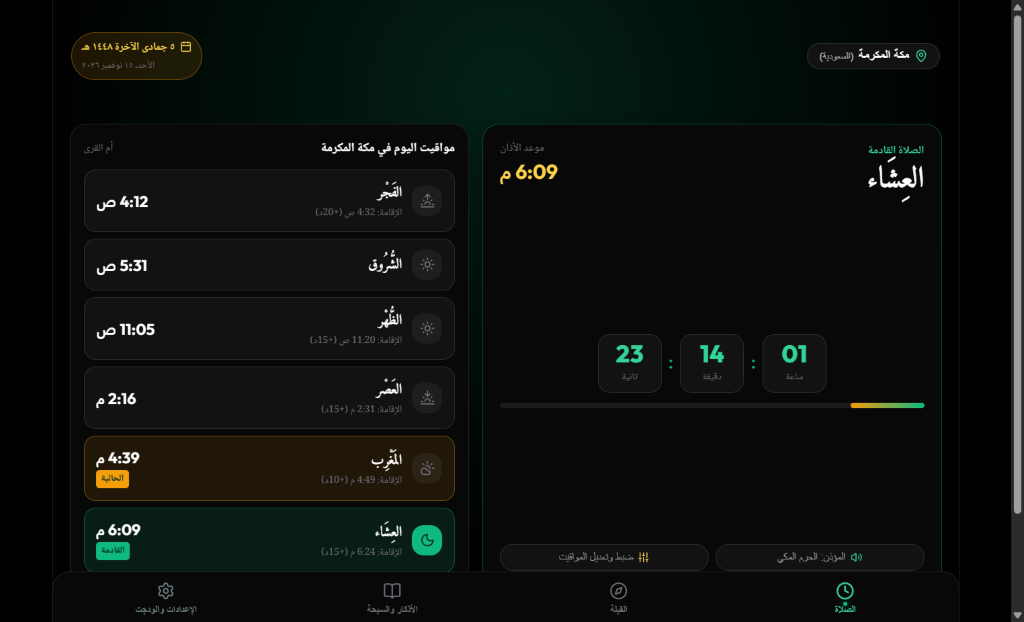 مكة المكرمة (السعودية)
٥ جمادى الآخرة ١٤٤٨ هـ
الأحد، ١٥ نوفمبر ٢٠٢٦
الصلاة القادمة
العِشَاء
موعد الأذان
6:09 م
01 : 14 : 23
ساعة دقيقة ثانية
المؤذن: الحرم المكي
ضبط وتعديل المواقيت
مواقيت اليوم في مكة المكرمة
أم القرى
الفَجْر
الإقامة: 4:32 ص (+20د)
4:12 ص
الشُّرُوق
5:31 ص
الظُّهْر
الإقامة: 11:20 ص (+15د)
11:05 ص
العَصْر
الإقامة: 2:31 م (+15د)
2:16 م
المَغْرِب
الإقامة: 4:49 م (+10د)
4:39 م
الحالية
العِشَاء
الإقامة: 6:24 م (+15د)
6:09 م
القادمة
الصلاة
القبلة
الأذكار والسبحة
الإعدادات والودجت